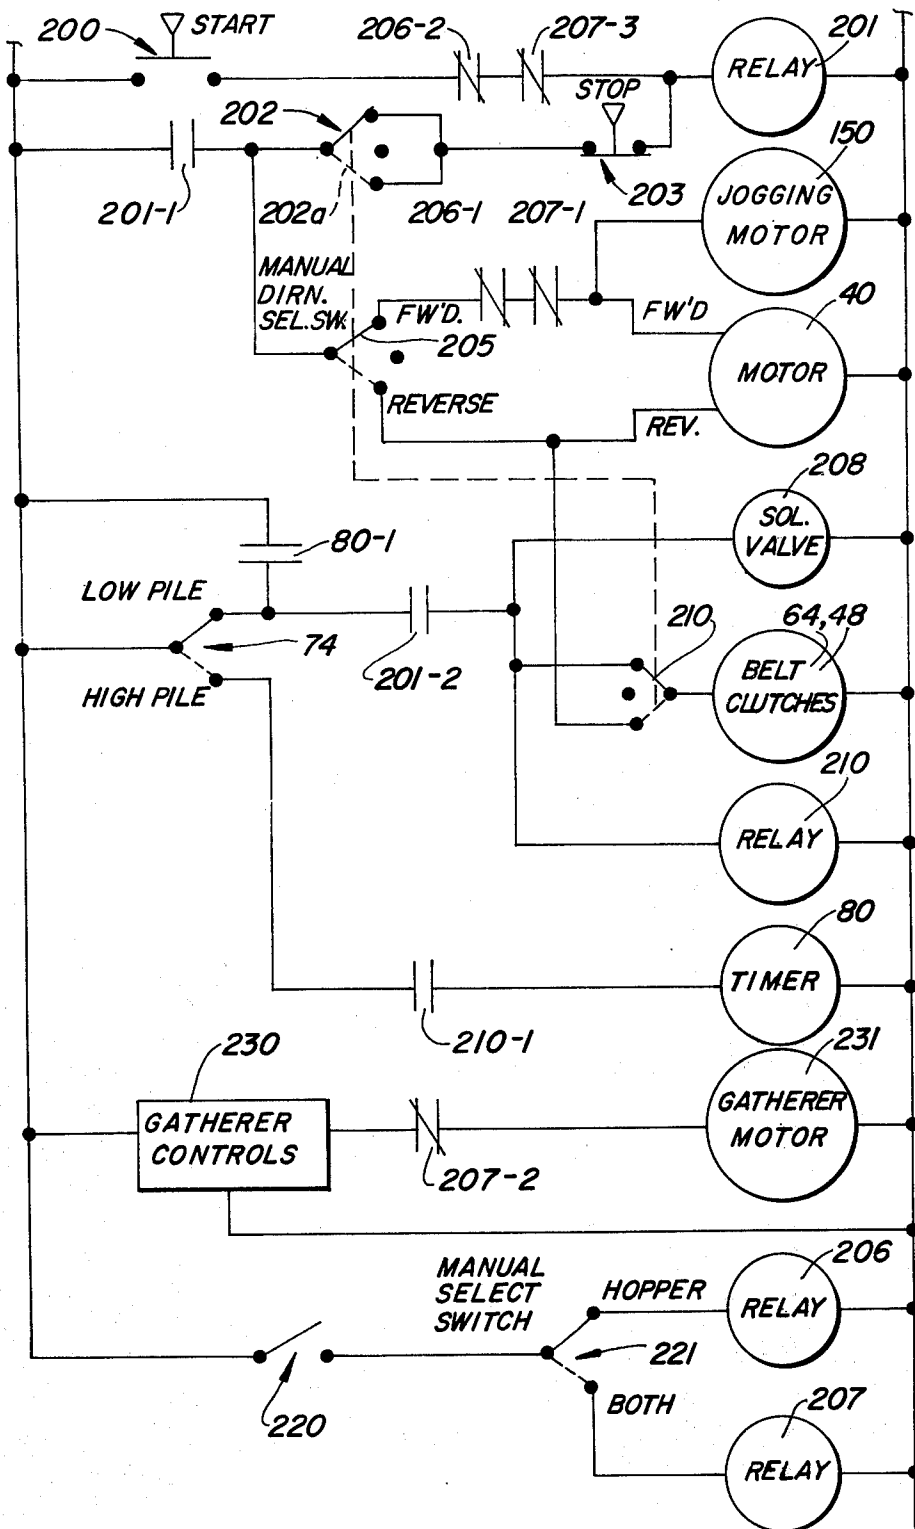 200
START
206-2
207-3
201
RELAY
STOP
202
150
201-1
202a
206-1
207-1
203
JOGGING
MOTOR
MANUAL
DIRN.
SEL.SW.
FW'D.
205
FW'D
40
MOTOR
REVERSE
REV.
208
SOL.
VALVE
80-1
LOW PILE
74
201-2
210
64,48
BELT
CLUTCHES
HIGH PILE
210
RELAY
80
TIMER
210-1
230
231
GATHERER
CONTROLS
207-2
GATHERER
MOTOR
MANUAL
SELECT
SWITCH
HOPPER
206
RELAY
220
221
BOTH
207
RELAY